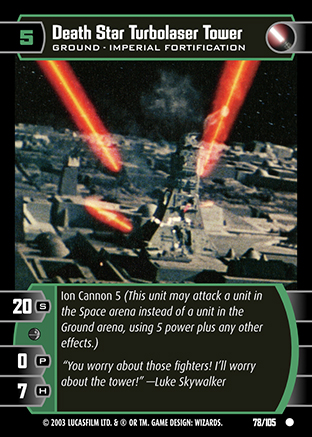 5
Death Star Turbolaser Tower
GROUND · IMPERIAL FORTIFICATION
20 S
Ion Cannon 5 (This unit may attack a unit in
the Space arena instead of a unit in the
Ground arena, using 5 power plus any other
effects.)
0 P
7 H
“You worry about those fighters! I’ll worry
about the tower!” —Luke Skywalker
© 2003 LUCASFILM LTD. & ® OR TM. GAME DESIGN: WIZARDS.
78/105